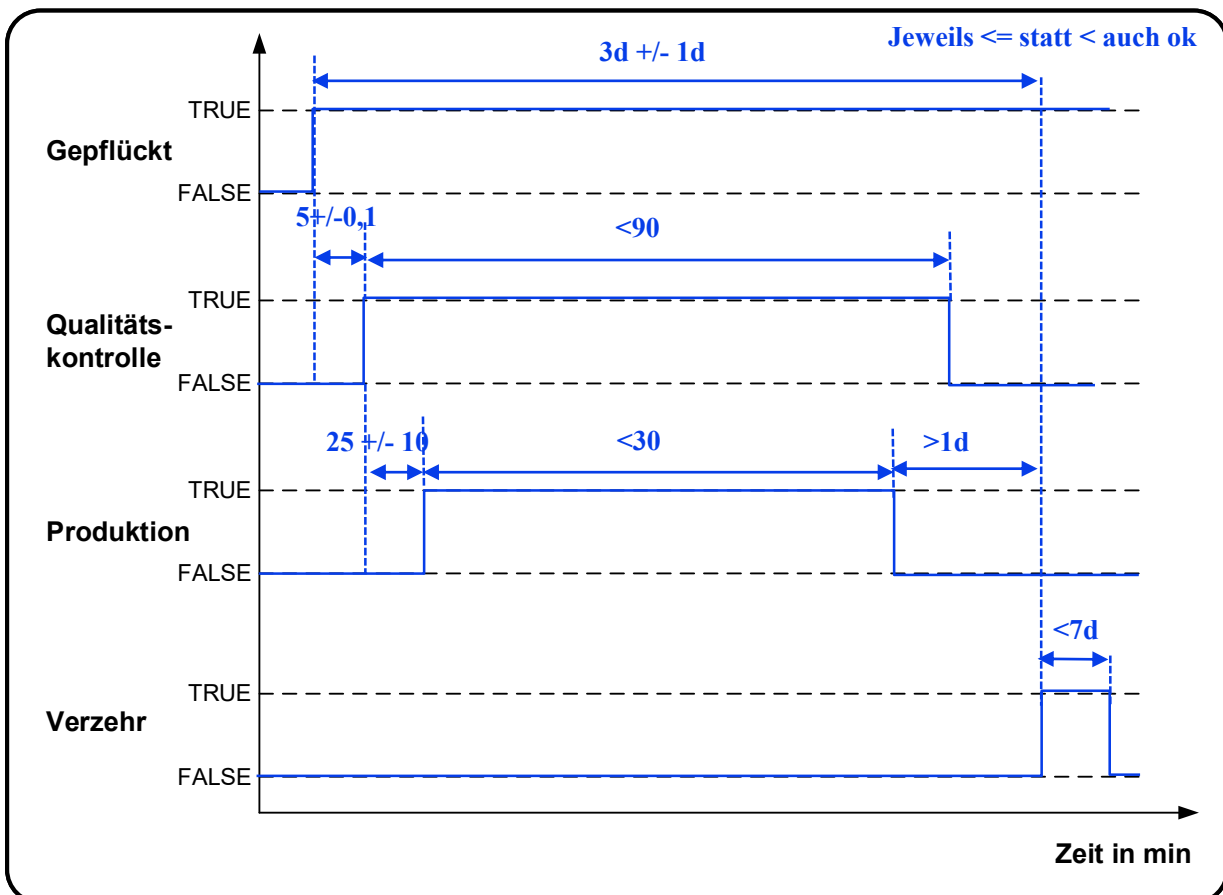 Jeweils <= statt < auch ok
3d +/- 1d
TRUE
Gepflückt
FALSE
5+/-0,1
<90
TRUE
Qualitäts-
kontrolle
FALSE
25 +/- 10
<30
>1d
TRUE
Produktion
FALSE
<7d
TRUE
Verzehr
FALSE
Zeit in min